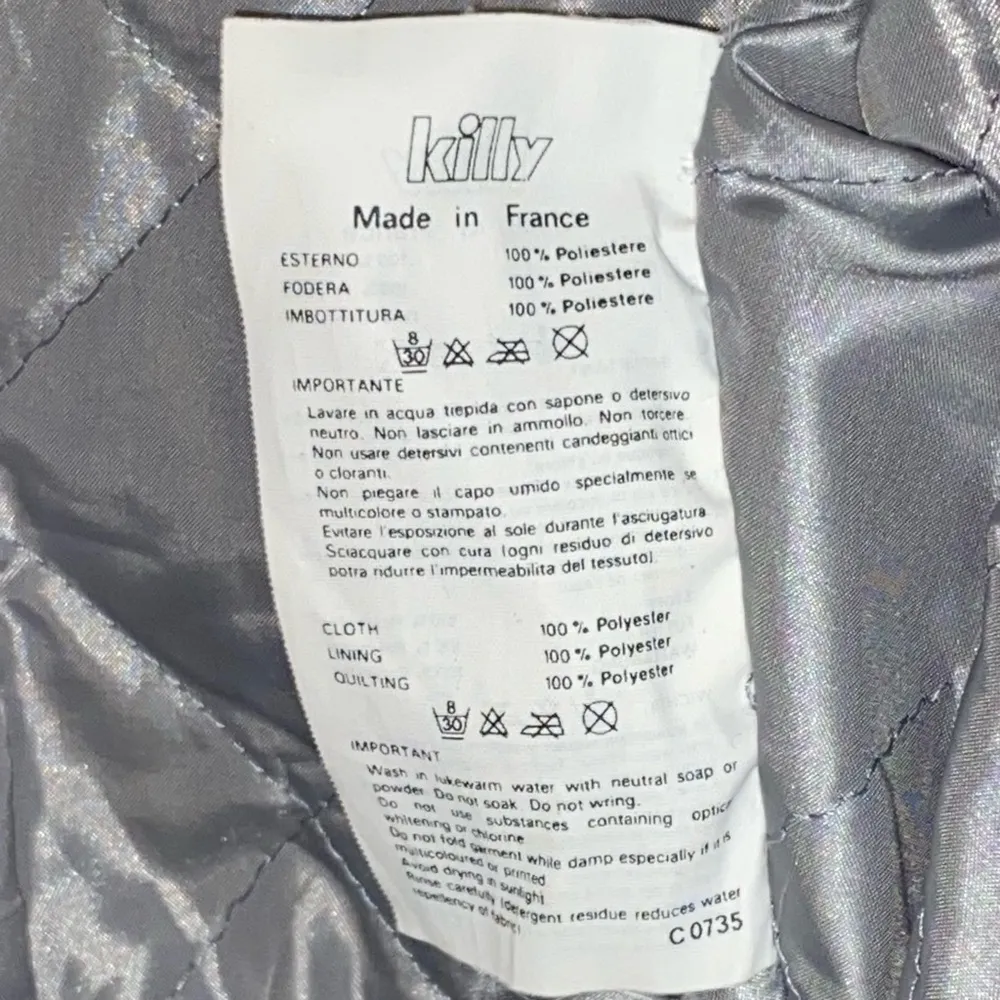 killy
Made in France
ESTERNO 100 % Poliestere
FODERA 100 % Poliestere
IMBOTTITURA 100 % Poliestere
8
30
IMPORTANTE
Lavare in acqua tiepida con sapone o detersivo
neutro. Non lasciare in ammollo. Non torcere
Non usare detersivi contenenti candeggianti ottici
o cloranti.
Non piegare il capo umido specialmente se
multicolore o stampato.
Evitare l'esposizione al sole durante l'asciugatura
Sciacquare con cura (ogni residuo di detersivo
potra ridurre l'impermeabilita del tessuto).
CLOTH 100 % Polyester
LINING 100 % Polyester
QUILTING 100 % Polyester
8
30
IMPORTANT
Wash in lukewarm water with neutral soap or
powder. Do not soak. Do not wring.
Do not use substances containing optical
whitening or chlorine
Do not fold garment while damp especially if it is
multicoloured or printed
Avoid drying in sunlight
Rinse carefully (detergent residue reduces water
repellency of fabric)
C 0735